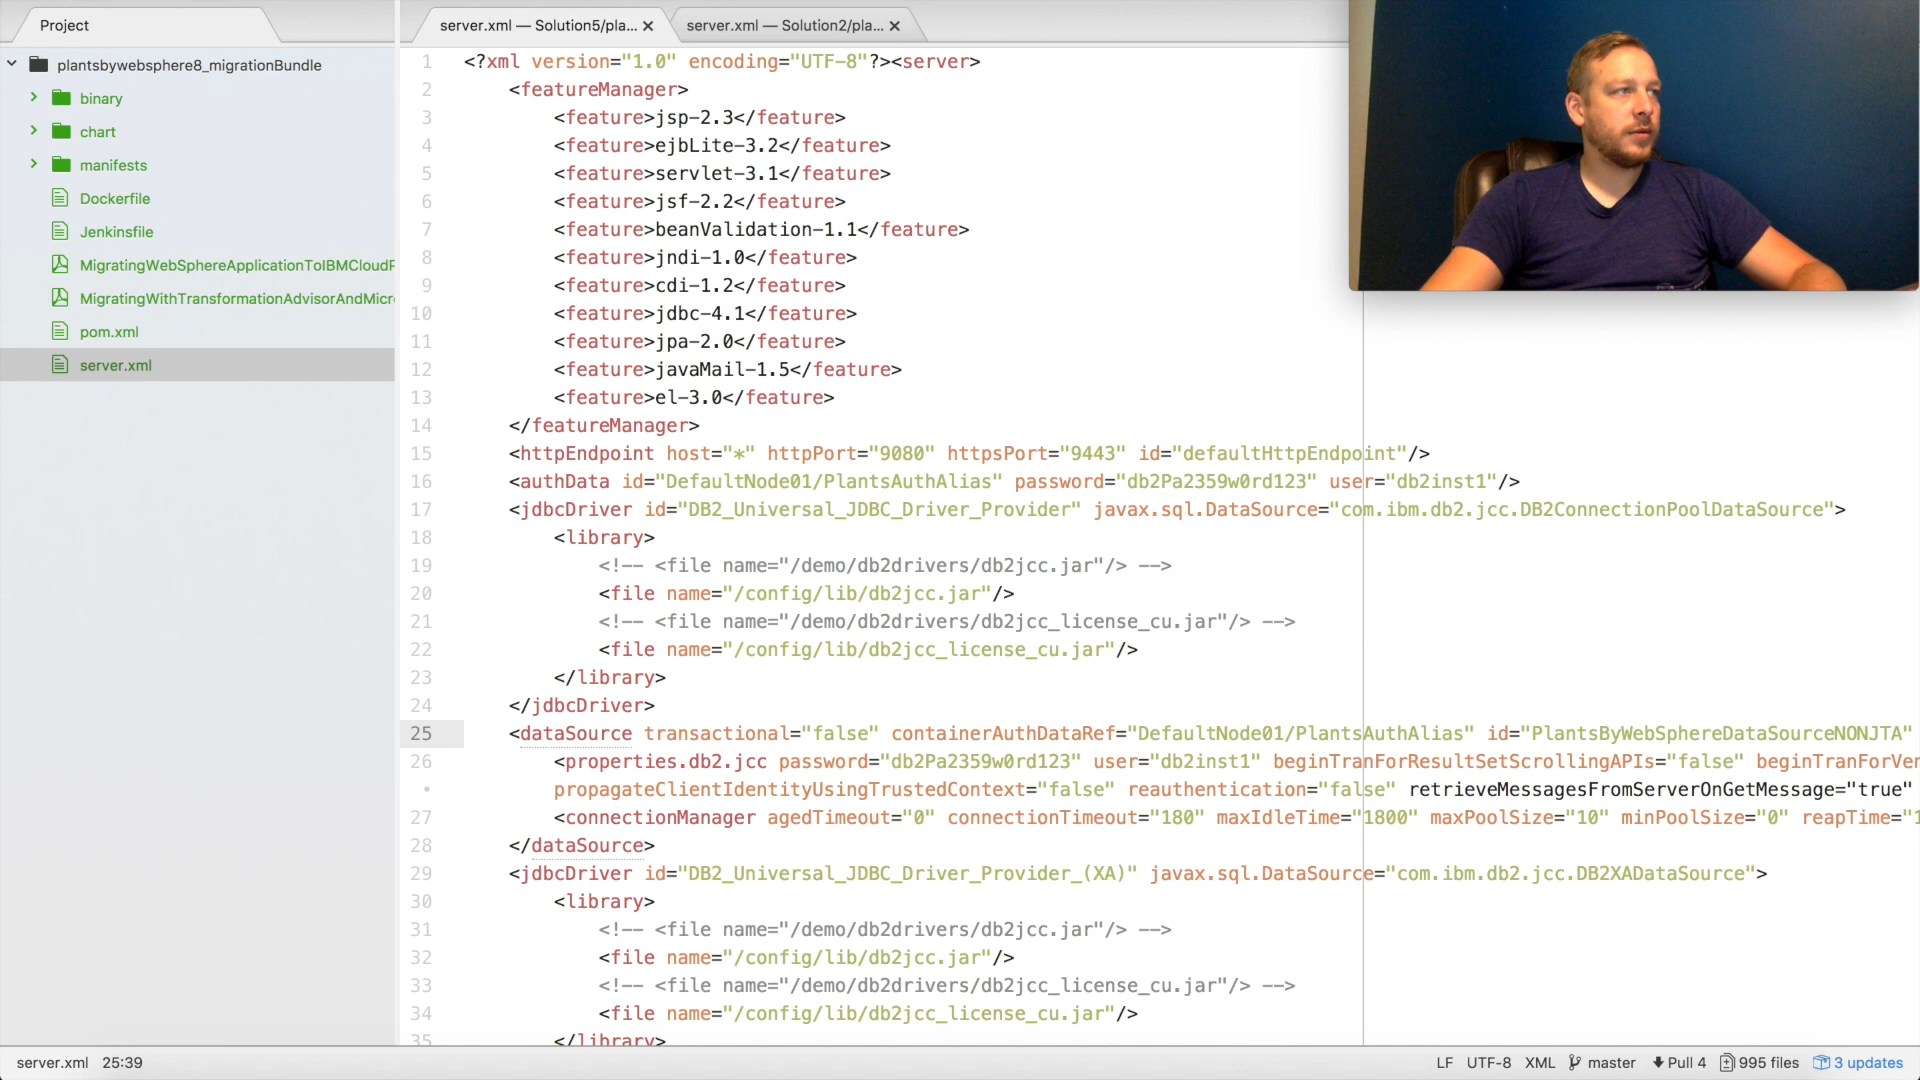 Project
plantsbywebsphere8_migrationBundle
binary
chart
manifests
Dockerfile
Jenkinsfile
MigratingWebSphereApplicationToIBMCloudP
MigratingWithTransformationAdvisorAndMicr
pom.xml
server.xml
server.xml — Solution5/pla... ×
server.xml — Solution2/pla... ×
1 <?xml version="1.0" encoding="UTF-8"?><server>
2 <featureManager>
3 <feature>jsp-2.3</feature>
4 <feature>ejbLite-3.2</feature>
5 <feature>servlet-3.1</feature>
6 <feature>jsf-2.2</feature>
7 <feature>beanValidation-1.1</feature>
8 <feature>jndi-1.0</feature>
9 <feature>cdi-1.2</feature>
10 <feature>jdbc-4.1</feature>
11 <feature>jpa-2.0</feature>
12 <feature>javaMail-1.5</feature>
13 <feature>el-3.0</feature>
14 </featureManager>
15 <httpEndpoint host="*" httpPort="9080" httpsPort="9443" id="defaultHttpEndpoint"/>
16 <authData id="DefaultNode01/PlantsAuthAlias" password="db2Pa2359w0rd123" user="db2inst1"/>
17 <jdbcDriver id="DB2_Universal_JDBC_Driver_Provider" javax.sql.DataSource="com.ibm.db2.jcc.DB2ConnectionPoolDataSource">
18 <library>
19 <!-- <file name="/demo/db2drivers/db2jcc.jar"/> -->
20 <file name="/config/lib/db2jcc.jar"/>
21 <!-- <file name="/demo/db2drivers/db2jcc_license_cu.jar"/> -->
22 <file name="/config/lib/db2jcc_license_cu.jar"/>
23 </library>
24 </jdbcDriver>
25 <dataSource transactional="false" containerAuthDataRef="DefaultNode01/PlantsAuthAlias" id="PlantsByWebSphereDataSourceNONJTA"
26 <properties.db2.jcc password="db2Pa2359w0rd123" user="db2inst1" beginTranForResultSetScrollingAPIs="false" beginTranForVen
• propagateClientIdentityUsingTrustedContext="false" reauthentication="false" retrieveMessagesFromServerOnGetMessage="true"
27 <connectionManager agedTimeout="0" connectionTimeout="180" maxIdleTime="1800" maxPoolSize="10" minPoolSize="0" reapTime="1
28 </dataSource>
29 <jdbcDriver id="DB2_Universal_JDBC_Driver_Provider_(XA)" javax.sql.DataSource="com.ibm.db2.jcc.DB2XADataSource">
30 <library>
31 <!-- <file name="/demo/db2drivers/db2jcc.jar"/> -->
32 <file name="/config/lib/db2jcc.jar"/>
33 <!-- <file name="/demo/db2drivers/db2jcc_license_cu.jar"/> -->
34 <file name="/config/lib/db2jcc_license_cu.jar"/>
35 </library>
server.xml 25:39
LF UTF-8 XML master Pull 4 995 files 3 updates